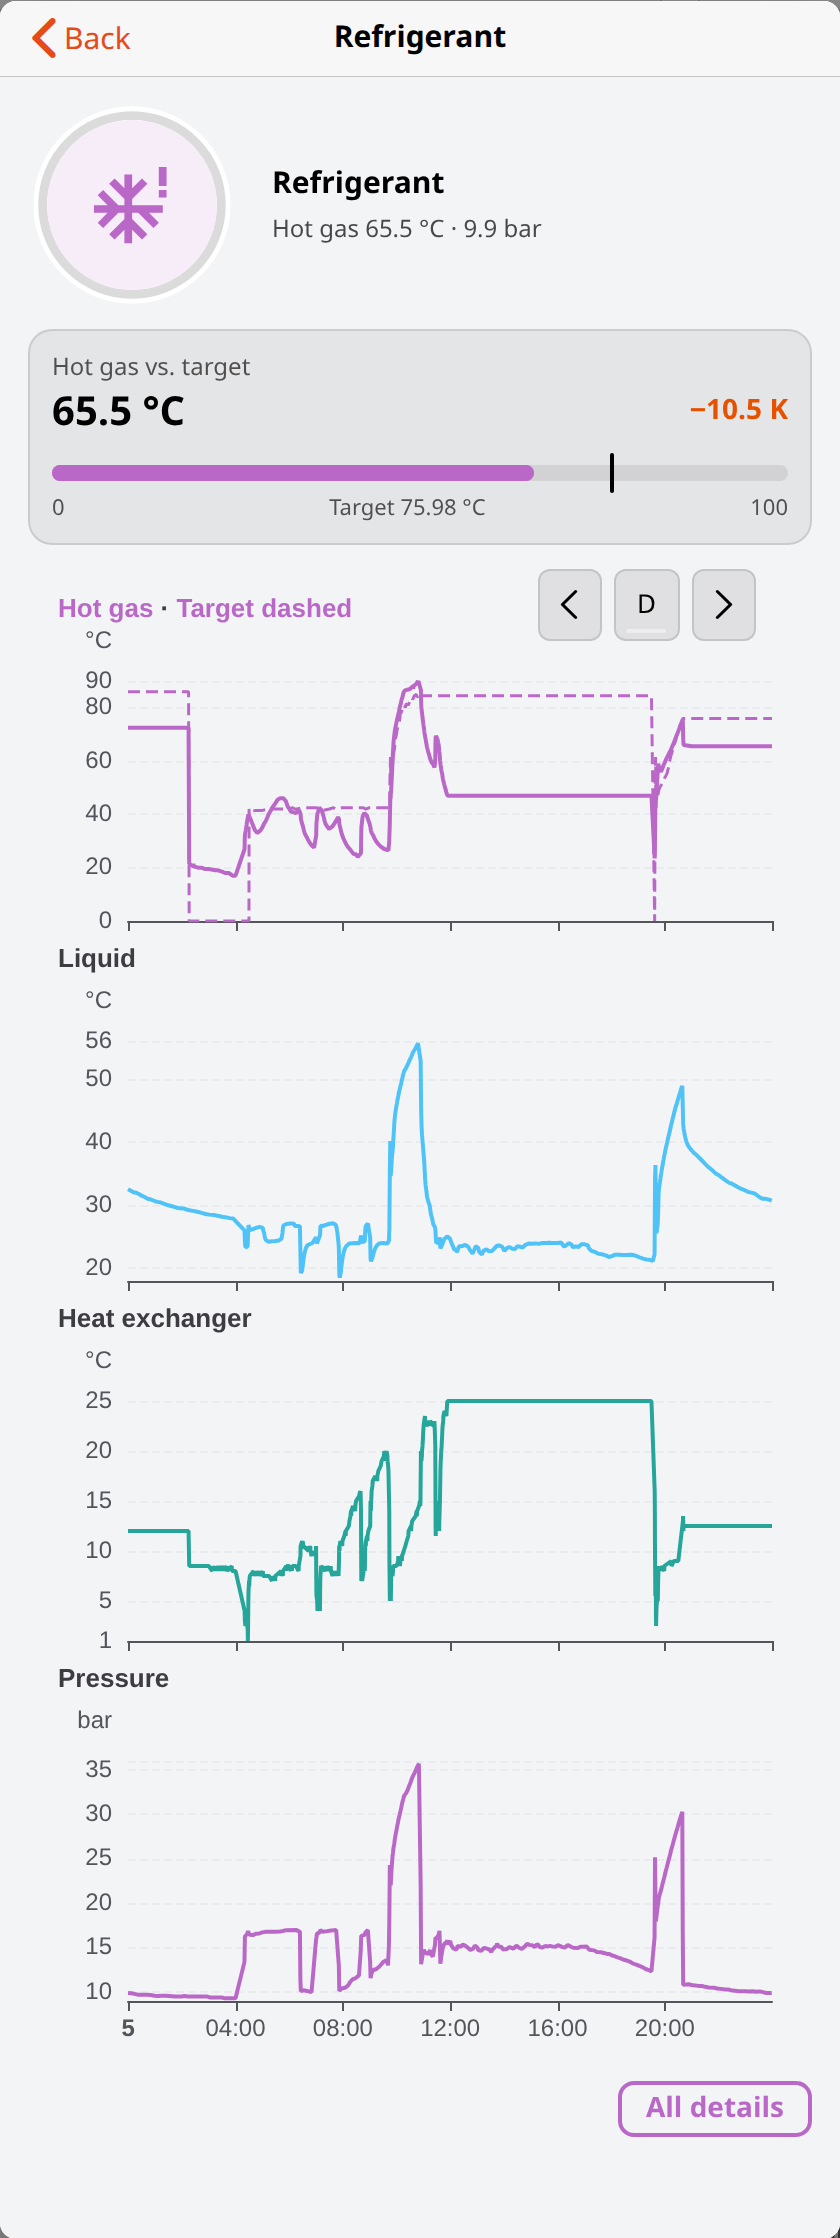 Back
Refrigerant
Refrigerant
Hot gas 65.5 °C · 9.9 bar
Hot gas vs. target
65.5 °C
−10.5 K
0
Target 75.98 °C
100
Hot gas · Target dashed
D
°C
90
80
60
40
20
0
Liquid
°C
56
50
40
30
20
Heat exchanger
°C
25
20
15
10
5
1
Pressure
bar
35
30
25
20
15
10
5 04:00 08:00 12:00 16:00 20:00
All details